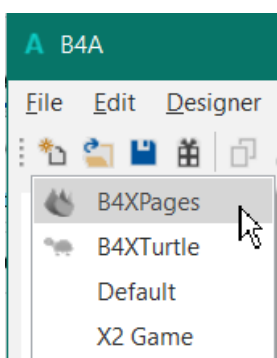 B4A
File Edit Designer
B4XPages
B4XTurtle
Default
X2 Game